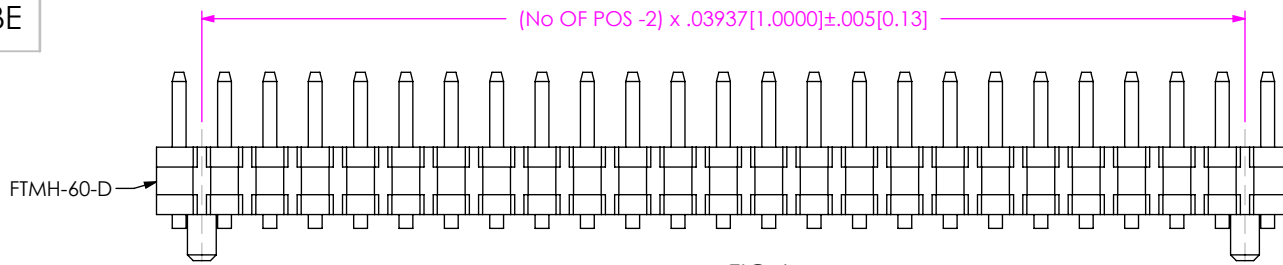 BE
(No OF POS -2) x .03937[1.0000]±.005[0.13]
FTMH-60-D